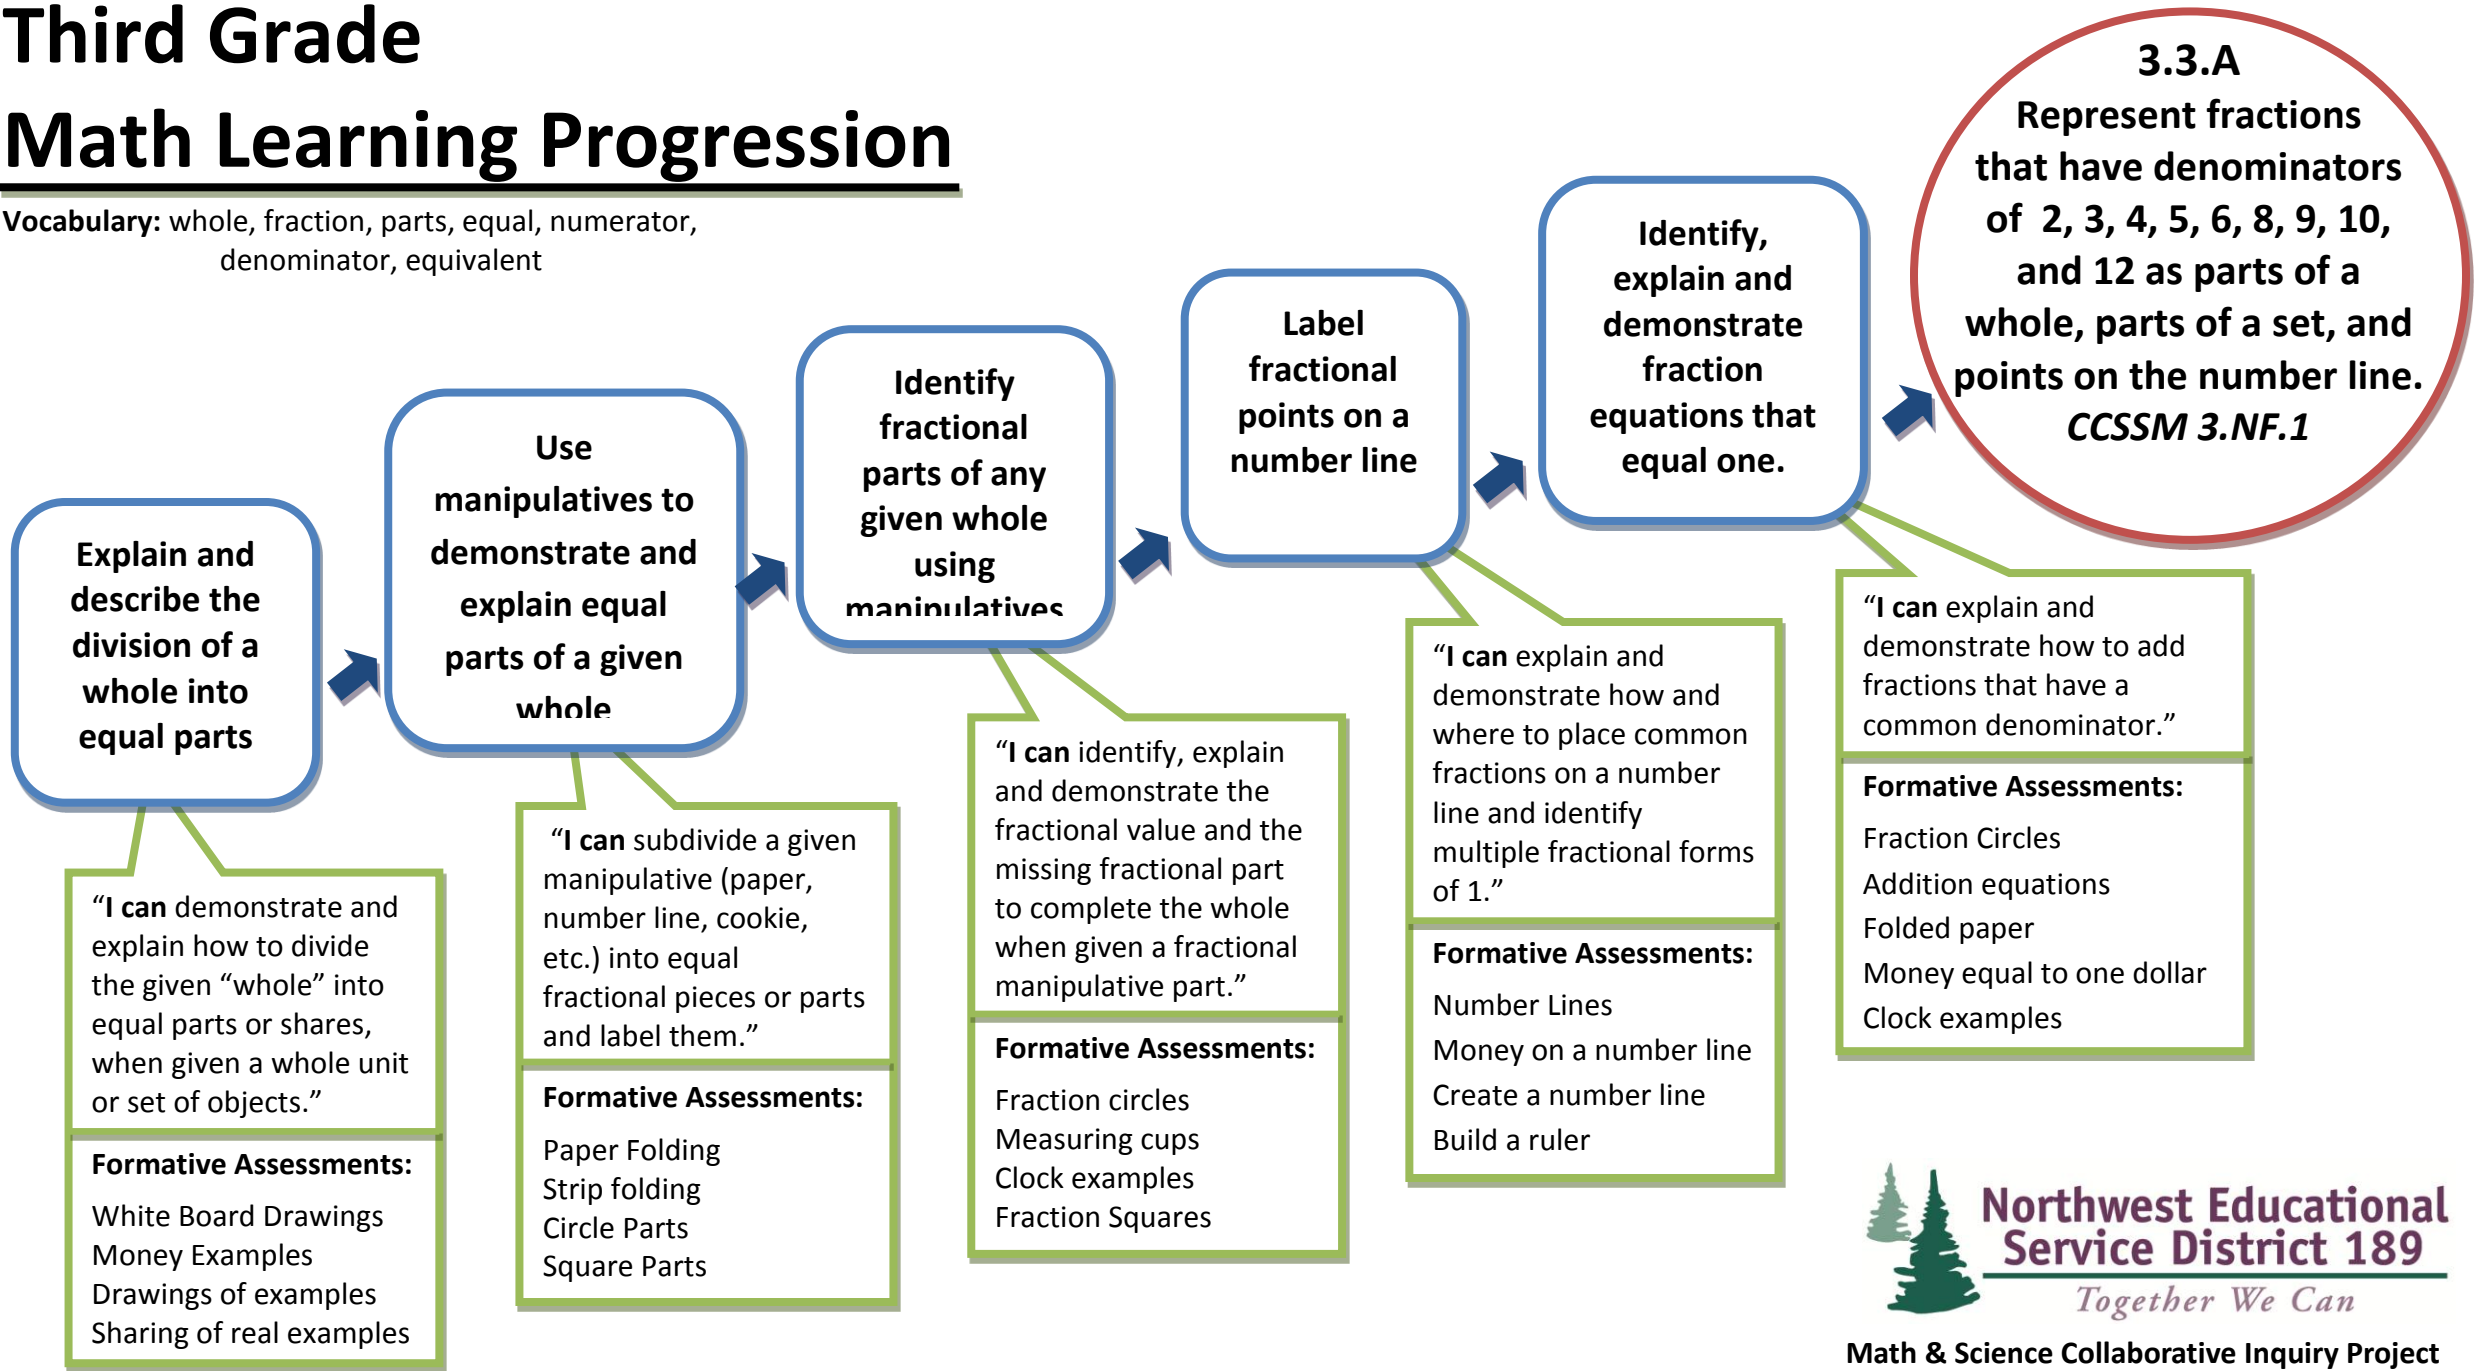 Third Grade
Math Learning Progression
Vocabulary: whole, fraction, parts, equal, numerator,
denominator, equivalent
Explain and
describe the
division of a
whole into
equal parts
“I can demonstrate and
explain how to divide
the given “whole” into
equal parts or shares,
when given a whole unit
or set of objects.”
Formative Assessments:
White Board Drawings
Money Examples
Drawings of examples
Sharing of real examples
Use
manipulatives to
demonstrate and
explain equal
parts of a given
whole
“I can subdivide a given
manipulative (paper,
number line, cookie,
etc.) into equal
fractional pieces or parts
and label them.”
Formative Assessments:
Paper Folding
Strip folding
Circle Parts
Square Parts
Identify
fractional
parts of any
given whole
using
manipulatives
“I can identify, explain
and demonstrate the
fractional value and the
missing fractional part
to complete the whole
when given a fractional
manipulative part.”
Formative Assessments:
Fraction circles
Measuring cups
Clock examples
Fraction Squares
Label
fractional
points on a
number line
“I can explain and
demonstrate how and
where to place common
fractions on a number
line and identify
multiple fractional forms
of 1.”
Formative Assessments:
Number Lines
Money on a number line
Create a number line
Build a ruler
Identify,
explain and
demonstrate
fraction
equations that
equal one.
“I can explain and
demonstrate how to add
fractions that have a
common denominator.”
Formative Assessments:
Fraction Circles
Addition equations
Folded paper
Money equal to one dollar
Clock examples
3.3.A
Represent fractions
that have denominators
of 2, 3, 4, 5, 6, 8, 9, 10,
and 12 as parts of a
whole, parts of a set, and
points on the number line.
CCSSM 3.NF.1
Northwest Educational
Service District 189
Together We Can
Math & Science Collaborative Inquiry Project